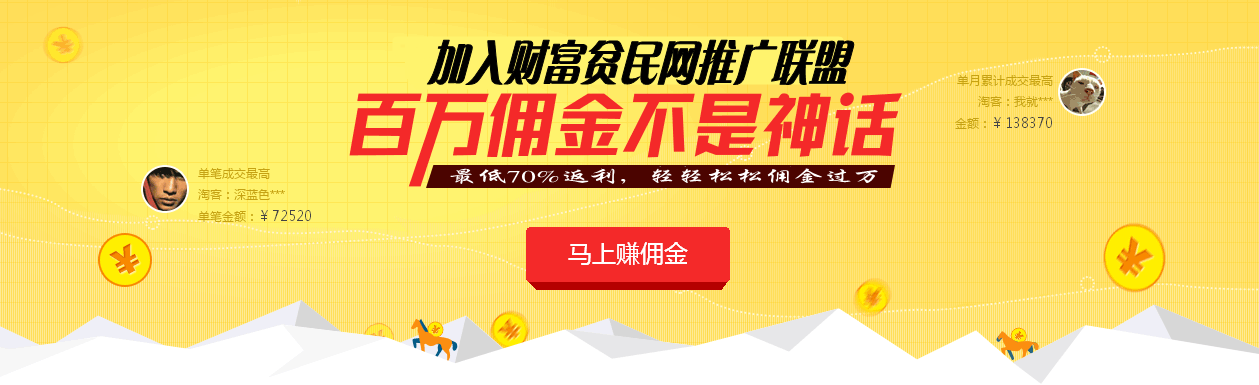 加入财富贫民网推广联盟
百万佣金不是神话
最低70%返利，轻轻松松佣金过万
单月累计成交最高
淘客：我就***
金额：¥ 138370
单笔成交最高
淘客：深蓝色***
单笔金额：¥ 72520
马上赚佣金